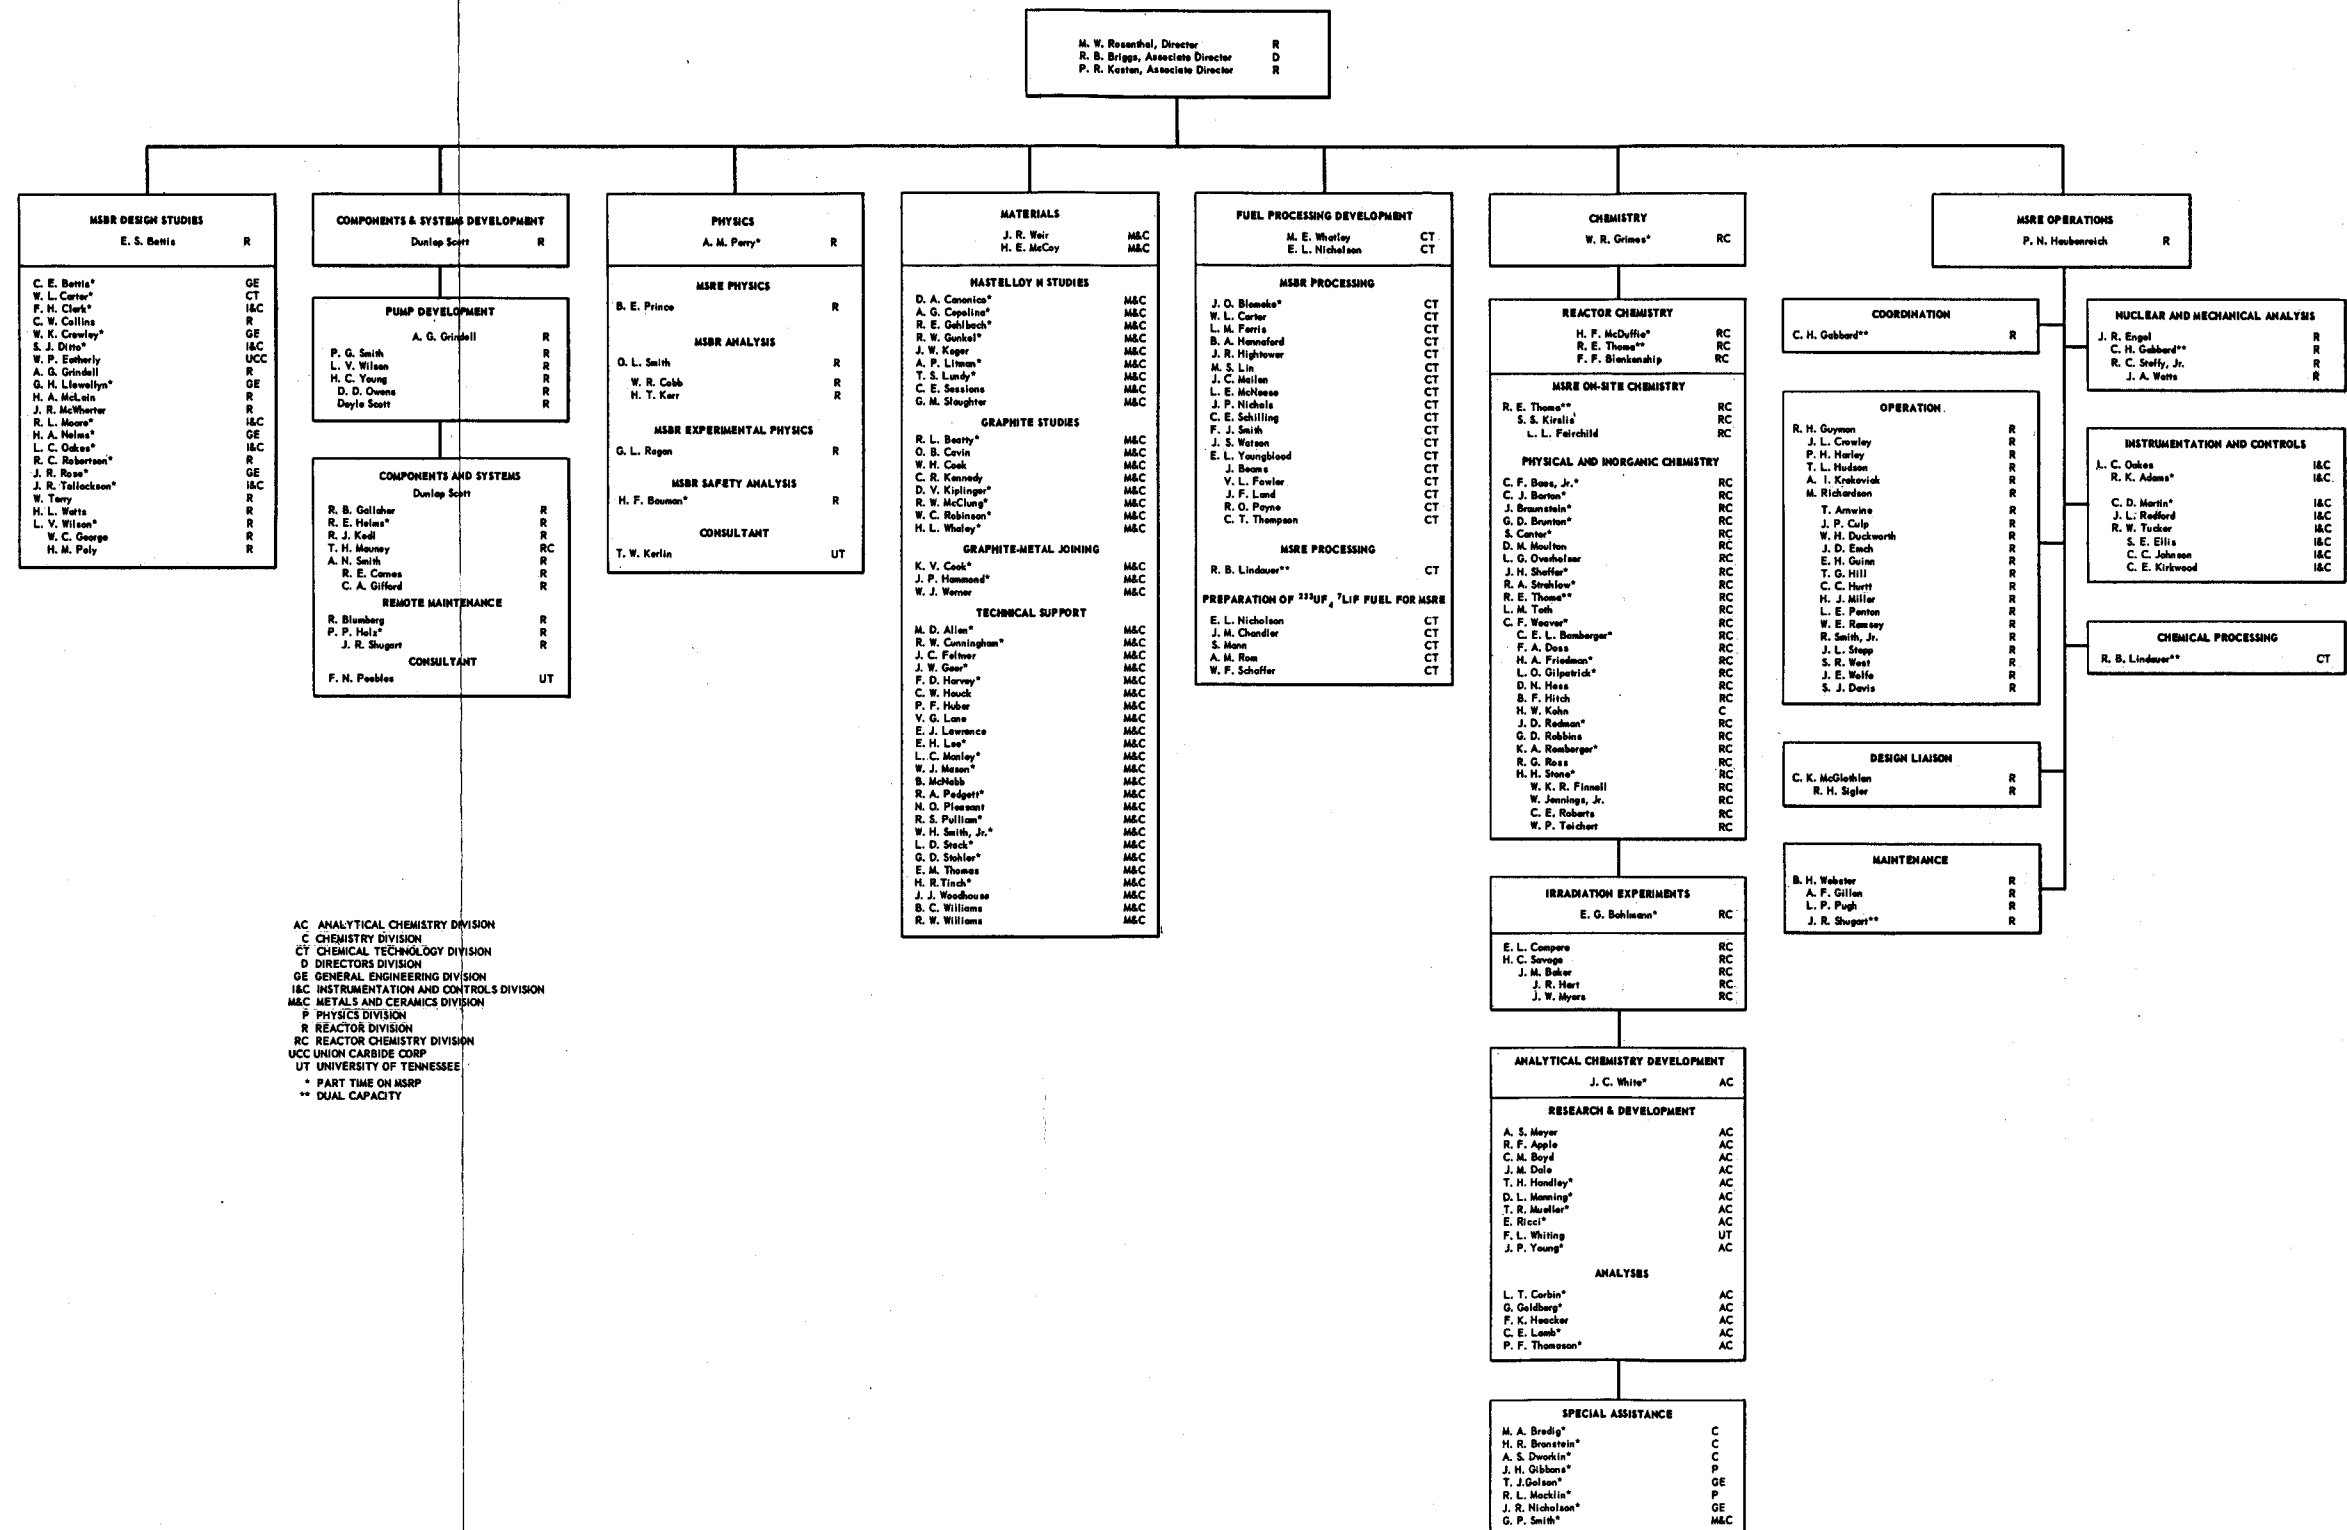 M. W. Rosenthal, Director R
R. B. Briggs, Associate Director D
P. R. Kasten, Associate Director R
MSBR DESIGN STUDIES
E. S. Bettis R
C. E. Bettis* GE
W. L. Carter* CT
F. H. Clark* I&C
C. W. Collins R
W. K. Crowley* GE
S. J. Ditto* I&C
W. P. Eatherly UCC
A. G. Grindell R
G. H. Llewellyn* GE
H. A. McLain R
J. R. McWherter R
R. L. Moore* I&C
H. A. Nelms* GE
L. C. Oakes* I&C
R. C. Robertson* R
J. R. Rose* GE
J. R. Tallackson* I&C
W. Terry R
H. L. Watts R
L. V. Wilson* R
W. C. George R
H. M. Poly R
COMPONENTS & SYSTEMS DEVELOPMENT
Dunlap Scott R
PUMP DEVELOPMENT
A. G. Grindell R
P. G. Smith R
L. V. Wilson R
H. C. Young R
D. D. Owens R
Doyle Scott R
COMPONENTS AND SYSTEMS
Dunlap Scott
R. B. Gallaher R
R. E. Helms* R
R. J. Kedl R
T. H. Mauney RC
A. N. Smith R
R. E. Carnes R
C. A. Gifford R
REMOTE MAINTENANCE
R. Blumberg R
P. P. Holz* R
J. R. Shugart R
CONSULTANT
F. N. Peebles UT
PHYSICS
A. M. Perry* R
MSRE PHYSICS
B. E. Prince R
MSBR ANALYSIS
O. L. Smith R
W. R. Cobb R
H. T. Kerr R
MSBR EXPERIMENTAL PHYSICS
G. L. Ragan R
MSBR SAFETY ANALYSIS
H. F. Bauman* R
CONSULTANT
T. W. Kerlin UT
MATERIALS
J. R. Weir M&C
H. E. McCoy M&C
HASTELLOY N STUDIES
D. A. Canonico* M&C
A. G. Cepolina* M&C
R. E. Gehlbach* M&C
R. W. Gunkel* M&C
J. W. Koger M&C
A. P. Litman* M&C
T. S. Lundy* M&C
C. E. Sessions M&C
G. M. Slaughter M&C
GRAPHITE STUDIES
R. L. Beatty* M&C
O. B. Cavin M&C
W. H. Cook M&C
C. R. Kennedy M&C
D. V. Kiplinger* M&C
R. W. McClung* M&C
W. C. Robinson* M&C
H. L. Whaley* M&C
GRAPHITE-METAL JOINING
K. V. Cook* M&C
J. P. Hammond* M&C
W. J. Werner M&C
TECHNICAL SUPPORT
M. D. Allen* M&C
R. W. Cunningham* M&C
J. C. Feltner M&C
J. W. Geer* M&C
F. D. Harvey* M&C
C. W. Houck M&C
P. F. Huber M&C
V. G. Lane M&C
E. J. Lawrence M&C
E. H. Lee* M&C
L. C. Manley* M&C
W. J. Mason* M&C
B. McNabb M&C
R. A. Padgett* M&C
N. O. Pleasant M&C
R. S. Pulliam* M&C
W. H. Smith, Jr.* M&C
L. D. Stack* M&C
G. D. Stohler* M&C
E. M. Thomas M&C
H. R. Tinch* M&C
J. J. Woodhouse M&C
B. C. Williams M&C
R. W. Williams M&C
FUEL PROCESSING DEVELOPMENT
M. E. Whatley CT
E. L. Nicholson CT
MSBR PROCESSING
J. O. Blomeke* CT
W. L. Carter CT
L. M. Ferris CT
B. A. Hannaford CT
J. R. Hightower CT
M. S. Lin CT
J. C. Mailen CT
L. E. McNeese CT
J. P. Nichols CT
C. E. Schilling CT
F. J. Smith CT
J. S. Watson CT
E. L. Youngblood CT
J. Beams CT
V. L. Fowler CT
J. F. Land CT
R. O. Payne CT
C. T. Thompson CT
MSRE PROCESSING
R. B. Lindauer** CT
PREPARATION OF ²³³UF₄ ⁷LiF FUEL FOR MSRE
E. L. Nicholson CT
J. M. Chandler CT
S. Mann CT
A. M. Rom CT
W. F. Schaffer CT
CHEMISTRY
W. R. Grimes* RC
REACTOR CHEMISTRY
H. F. McDuffie* RC
R. E. Thoma** RC
F. F. Blankenship RC
MSRE ON-SITE CHEMISTRY
R. E. Thoma** RC
S. S. Kirslis RC
L. L. Fairchild RC
PHYSICAL AND INORGANIC CHEMISTRY
C. F. Baes, Jr.* RC
C. J. Barton* RC
J. Braunstein* RC
G. D. Brunton* RC
S. Cantor* RC
D. M. Moulton RC
L. G. Overholser RC
J. H. Shaffer* RC
R. A. Strehlow* RC
R. E. Thoma** RC
L. M. Toth RC
C. F. Weaver* RC
C. E. L. Bamberger* RC
F. A. Doss RC
H. A. Friedman* RC
L. O. Gilpatrick* RC
D. N. Hess RC
B. F. Hitch RC
H. W. Kohn C
J. D. Redman* RC
G. D. Robbins RC
K. A. Romberger* RC
R. G. Ross RC
H. H. Stone* RC
W. K. R. Finnell RC
W. Jennings, Jr. RC
C. E. Roberts RC
W. P. Teichert RC
IRRADIATION EXPERIMENTS
E. G. Bohlmann* RC
E. L. Compere RC
H. C. Savage RC
J. M. Baker RC
J. R. Hart RC
J. W. Myers RC
ANALYTICAL CHEMISTRY DEVELOPMENT
J. C. White* AC
RESEARCH & DEVELOPMENT
A. S. Meyer AC
R. F. Apple AC
C. M. Boyd AC
J. M. Dale AC
T. H. Handley* AC
D. L. Manning* AC
T. R. Mueller* AC
E. Ricci* AC
F. L. Whiting UT
J. P. Young* AC
ANALYSES
L. T. Corbin* AC
G. Goldberg* AC
F. K. Heacker AC
C. E. Lamb* AC
P. F. Thomason* AC
SPECIAL ASSISTANCE
M. A. Bredig* C
H. R. Bronstein* C
A. S. Dworkin* C
J. H. Gibbons* P
T. J. Golson* GE
R. L. Macklin* P
J. R. Nicholson* GE
G. P. Smith* M&C
MSRE OPERATIONS
P. N. Haubenreich R
COORDINATION
C. H. Gabbard** R
OPERATION
R. H. Guymon R
J. L. Crowley R
P. H. Harley R
T. L. Hudson R
A. I. Krakoviak R
M. Richardson R
T. Arnwine R
J. P. Culp R
W. H. Duckworth R
J. D. Emch R
E. H. Guinn R
T. G. Hill R
C. C. Hurtt R
H. J. Miller R
L. E. Penton R
W. E. Ramsey R
R. Smith, Jr. R
J. L. Stepp R
S. R. West R
J. E. Wolfe R
S. J. Davis R
DESIGN LIAISON
C. K. McGlothlan R
R. H. Sigler R
MAINTENANCE
B. H. Webster R
A. F. Gillen R
L. P. Pugh R
J. R. Shugart** R
NUCLEAR AND MECHANICAL ANALYSIS
J. R. Engel R
C. H. Gabbard** R
R. C. Steffy, Jr. R
J. A. Watts R
INSTRUMENTATION AND CONTROLS
L. C. Oakes I&C
R. K. Adams* I&C
C. D. Martin* I&C
J. L. Redford I&C
R. W. Tucker I&C
S. E. Ellis I&C
C. C. Johnson I&C
C. E. Kirkwood I&C
CHEMICAL PROCESSING
R. B. Lindauer** CT
AC ANALYTICAL CHEMISTRY DIVISION
C CHEMISTRY DIVISION
CT CHEMICAL TECHNOLOGY DIVISION
D DIRECTORS DIVISION
GE GENERAL ENGINEERING DIVISION
I&C INSTRUMENTATION AND CONTROLS DIVISION
M&C METALS AND CERAMICS DIVISION
P PHYSICS DIVISION
R REACTOR DIVISION
RC REACTOR CHEMISTRY DIVISION
UCC UNION CARBIDE CORP
UT UNIVERSITY OF TENNESSEE
* PART TIME ON MSRP
** DUAL CAPACITY